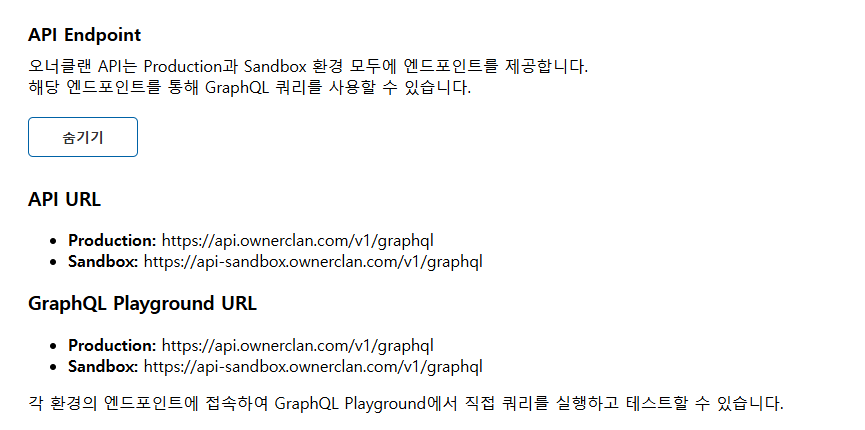 API Endpoint
오너클랜 API는 Production과 Sandbox 환경 모두에 엔드포인트를 제공합니다.
해당 엔드포인트를 통해 GraphQL 쿼리를 사용할 수 있습니다.
숨기기
API URL
• Production: https://api.ownerclan.com/v1/graphql
• Sandbox: https://api-sandbox.ownerclan.com/v1/graphql
GraphQL Playground URL
• Production: https://api.ownerclan.com/v1/graphql
• Sandbox: https://api-sandbox.ownerclan.com/v1/graphql
각 환경의 엔드포인트에 접속하여 GraphQL Playground에서 직접 쿼리를 실행하고 테스트할 수 있습니다.